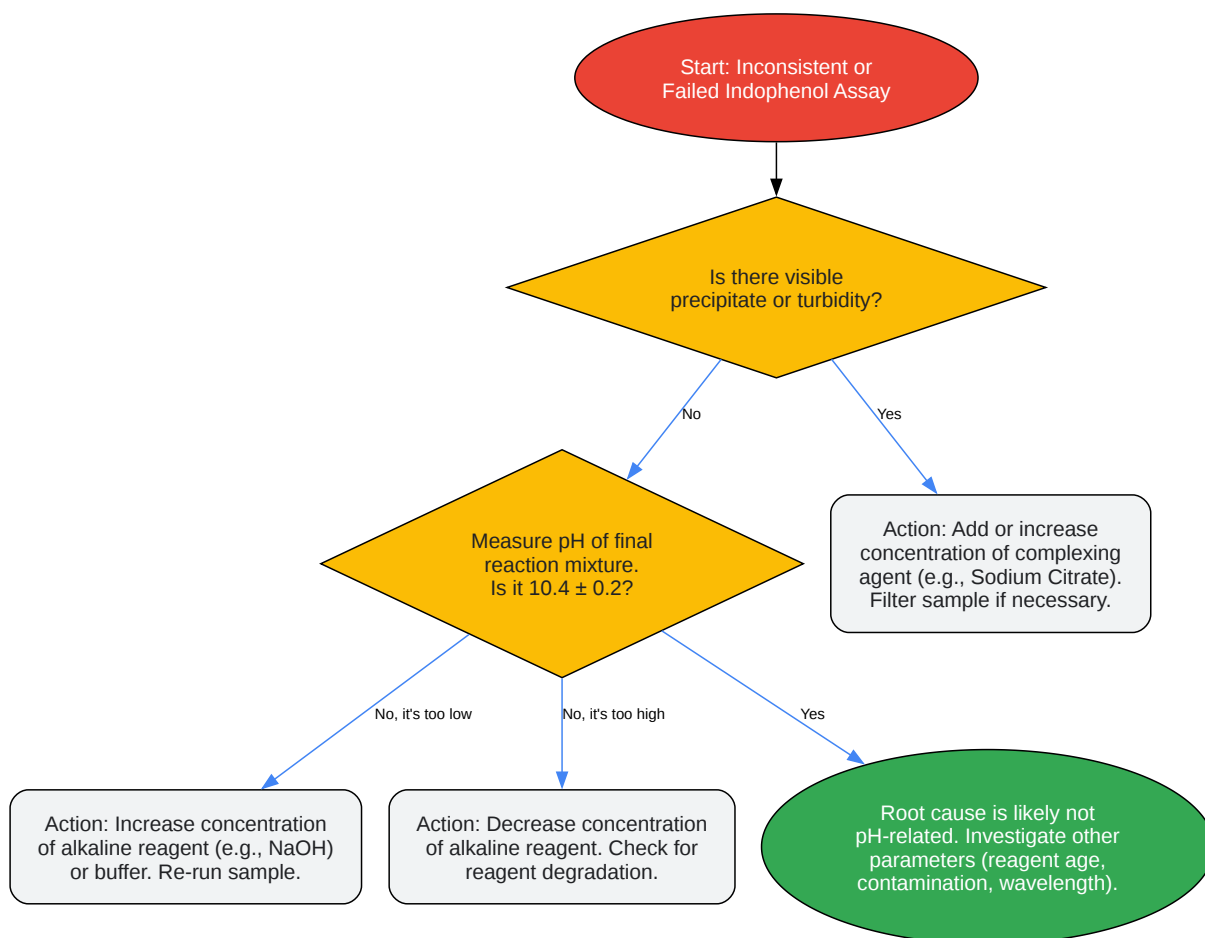 Start: Inconsistent or
Failed Indophenol Assay
Is there visible
precipitate or turbidity?
No
Yes
Measure pH of final
reaction mixture.
Is it 10.4 ± 0.2?
Action: Add or increase
concentration of complexing
agent (e.g., Sodium Citrate).
Filter sample if necessary.
No, it's too low
No, it's too high
Yes
Action: Increase concentration
of alkaline reagent (e.g., NaOH)
or buffer. Re-run sample.
Action: Decrease concentration
of alkaline reagent. Check for
reagent degradation.
Root cause is likely not
pH-related. Investigate other
parameters (reagent age,
contamination, wavelength).